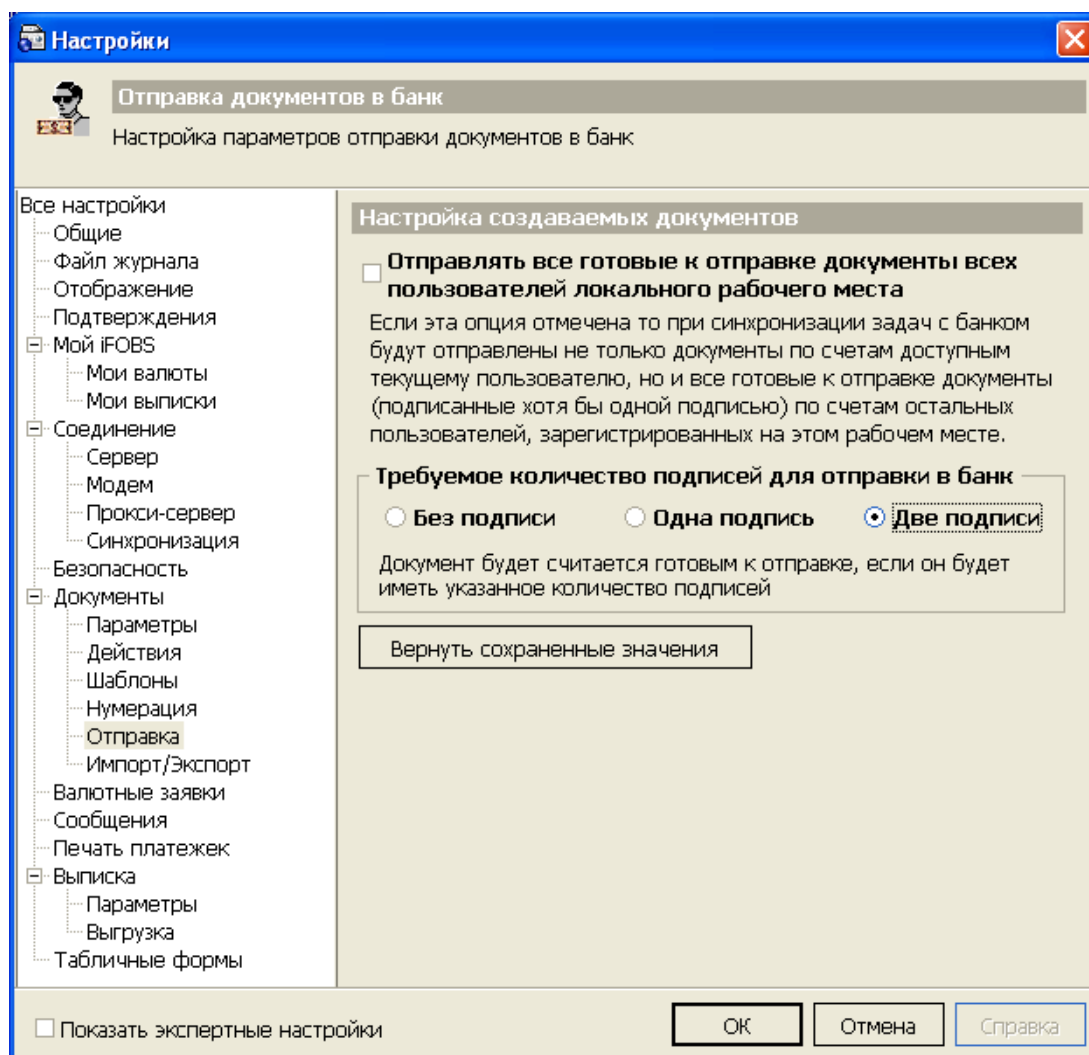 Настройки
Отправка документов в банк
Настройка параметров отправки документов в банк
Все настройки
Общие
Файл журнала
Отображение
Подтверждения
Мой iFOBS
Мои валюты
Мои выписки
Соединение
Сервер
Модем
Прокси-сервер
Синхронизация
Безопасность
Документы
Параметры
Действия
Шаблоны
Нумерация
Отправка
Импорт/Экспорт
Валютные заявки
Сообщения
Печать платежек
Выписка
Параметры
Выгрузка
Табличные формы
Настройка создаваемых документов
Отправлять все готовые к отправке документы всех
пользователей локального рабочего места
Если эта опция отмечена то при синхронизации задач с банком
будут отправлены не только документы по счетам доступным
текущему пользователю, но и все готовые к отправке документы
(подписанные хотя бы одной подписью) по счетам остальных
пользователей, зарегистрированных на этом рабочем месте.
Требуемое количество подписей для отправки в банк
Без подписи Одна подпись Две подписи
Документ будет считается готовым к отправке, если он будет
иметь указанное количество подписей
Вернуть сохраненные значения
Показать экспертные настройки
ОК Отмена Справка